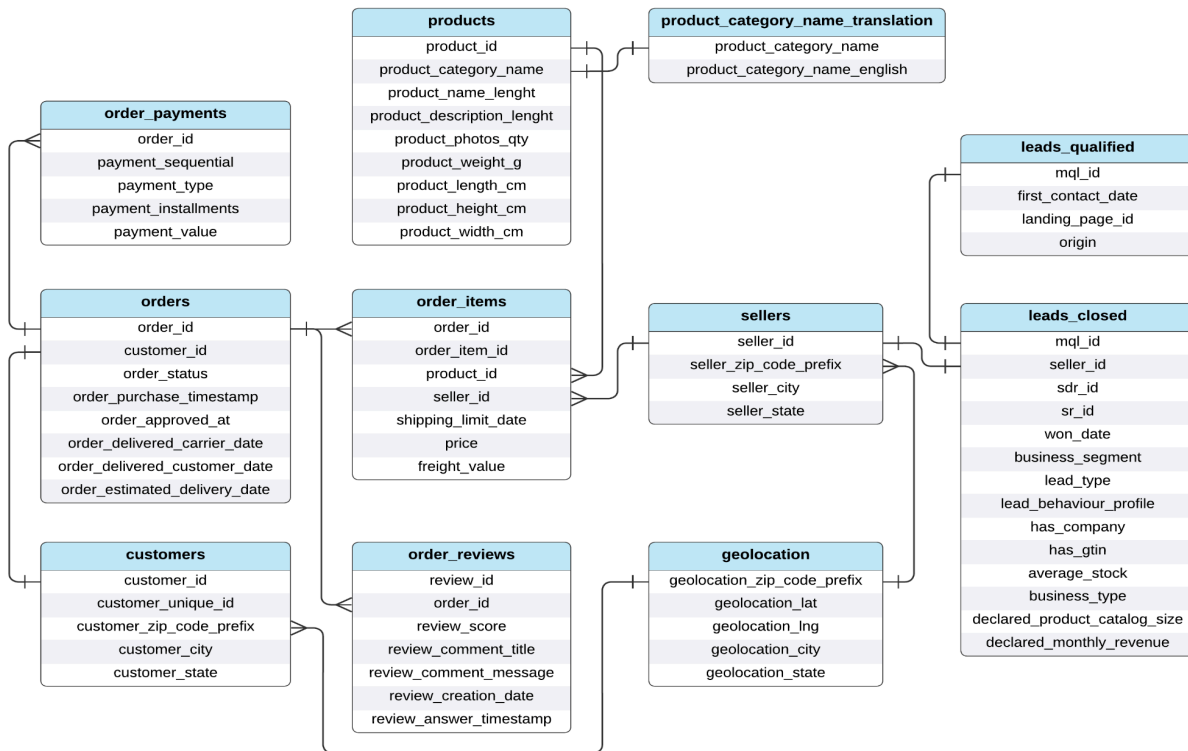 products
product_id
product_category_name
product_name_lenght
product_description_lenght
product_photos_qty
product_weight_g
product_length_cm
product_height_cm
product_width_cm
product_category_name_translation
product_category_name
product_category_name_english
order_payments
order_id
payment_sequential
payment_type
payment_installments
payment_value
leads_qualified
mql_id
first_contact_date
landing_page_id
origin
orders
order_id
customer_id
order_status
order_purchase_timestamp
order_approved_at
order_delivered_carrier_date
order_delivered_customer_date
order_estimated_delivery_date
order_items
order_id
order_item_id
product_id
seller_id
shipping_limit_date
price
freight_value
sellers
seller_id
seller_zip_code_prefix
seller_city
seller_state
leads_closed
mql_id
seller_id
sdr_id
sr_id
won_date
business_segment
lead_type
lead_behaviour_profile
has_company
has_gtin
average_stock
business_type
declared_product_catalog_size
declared_monthly_revenue
customers
customer_id
customer_unique_id
customer_zip_code_prefix
customer_city
customer_state
order_reviews
review_id
order_id
review_score
review_comment_title
review_comment_message
review_creation_date
review_answer_timestamp
geolocation
geolocation_zip_code_prefix
geolocation_lat
geolocation_lng
geolocation_city
geolocation_state